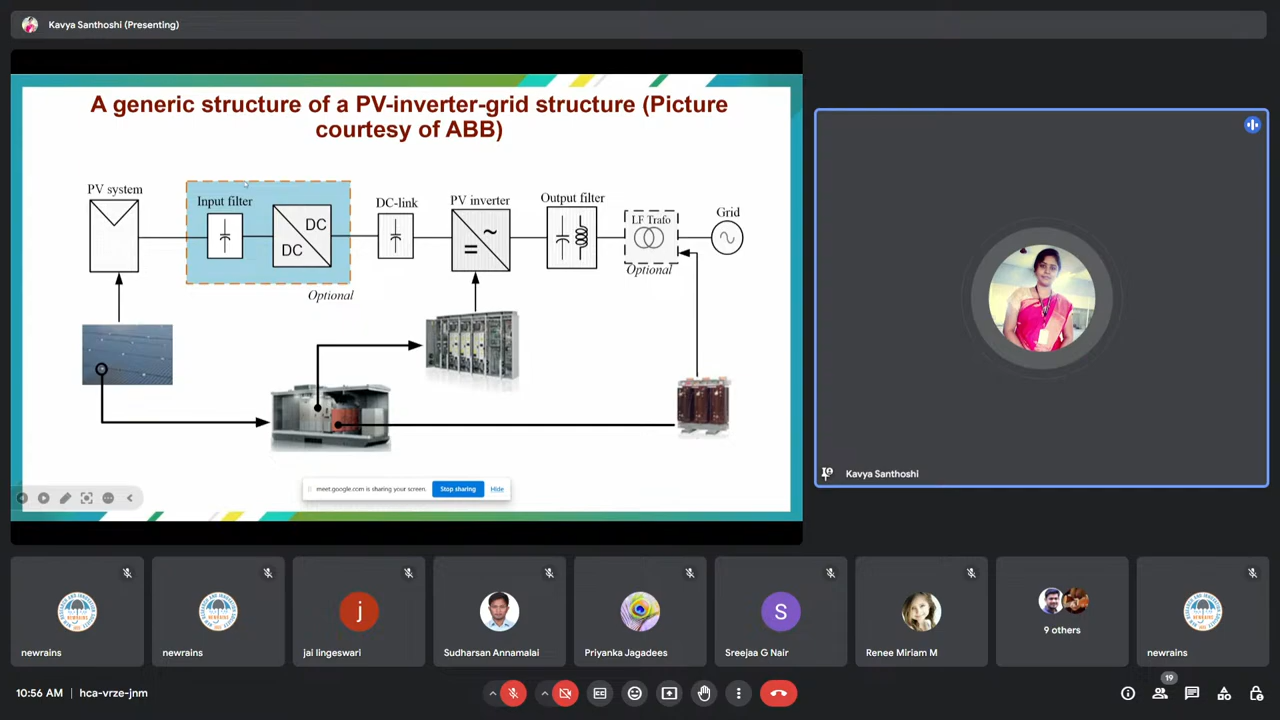 Kavya Santhoshi (Presenting)
A generic structure of a PV-inverter-grid structure (Picture
courtesy of ABB)
PV system
Input filter
DC
DC
Optional
DC-link
PV inverter
Output filter
LF Trafo
Optional
Grid
meet.google.com is sharing your screen.
Stop sharing
Hide
Kavya Santhoshi
newrains
newrains
j
jai lingeswari
Sudharsan Annamalai
Priyanka Jagadees
S
Sreejaa G Nair
Renee Miriam M
9 others
newrains
10:56 AM
hca-vrze-jnm
19